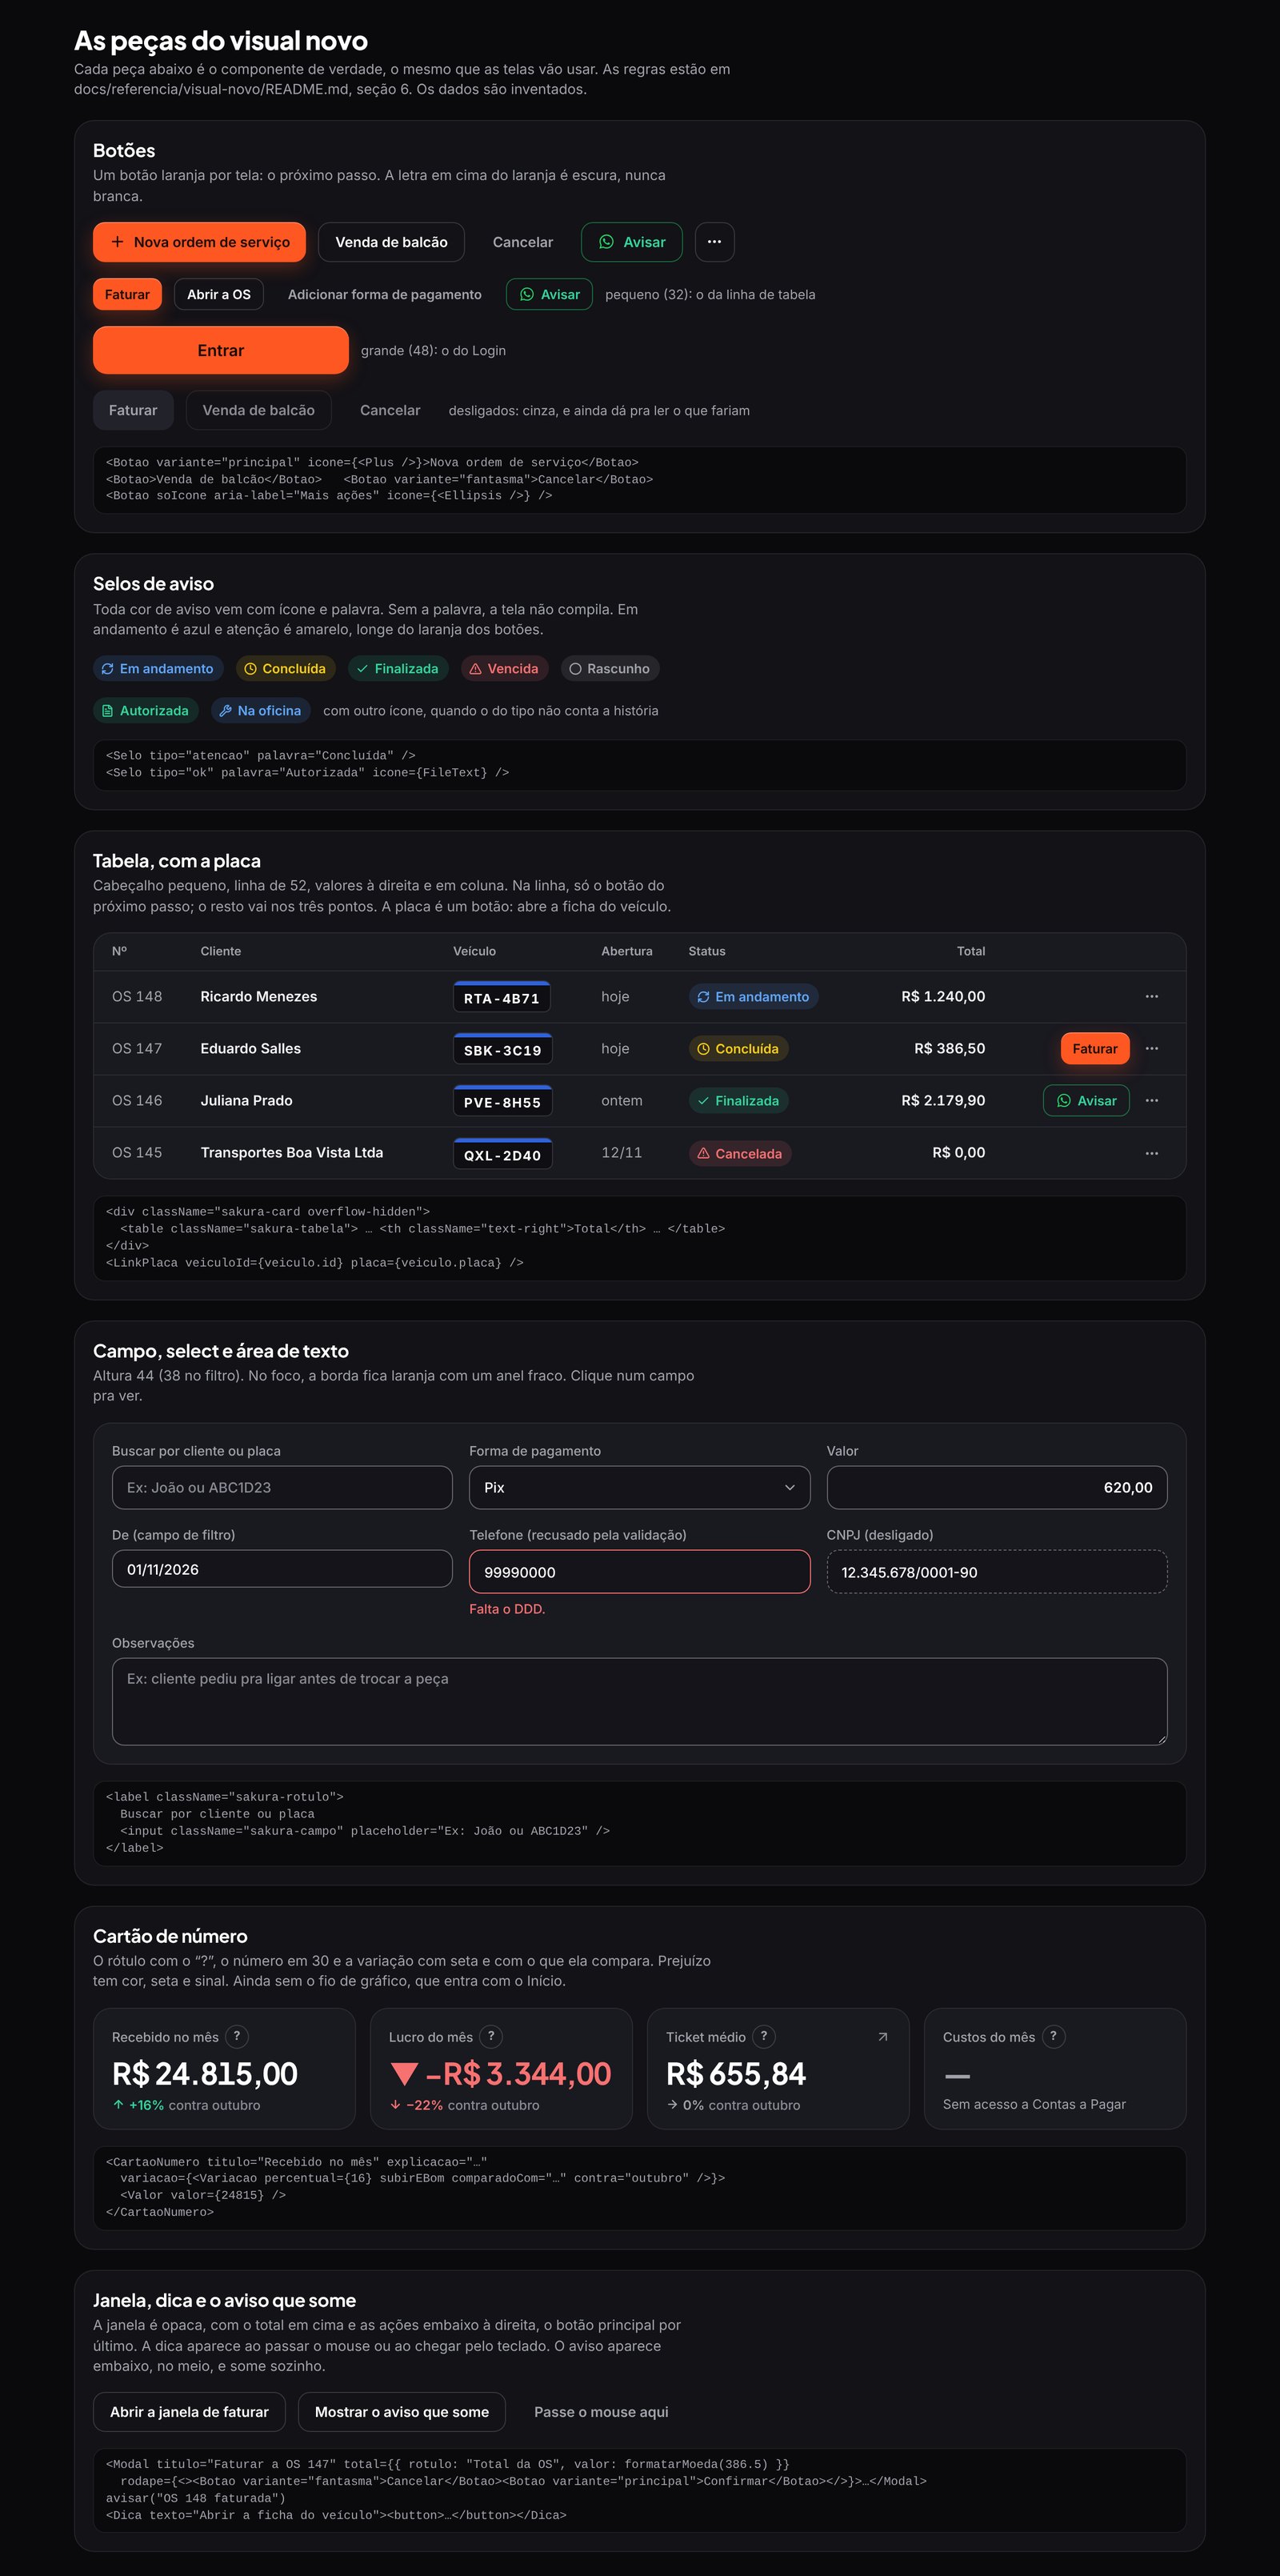 As peças do visual novo
Cada peça abaixo é o componente de verdade, o mesmo que as telas vão usar. As regras estão em
docs/referencia/visual-novo/README.md, seção 6. Os dados são inventados.
Botões
Um botão laranja por tela: o próximo passo. A letra em cima do laranja é escura, nunca
branca.
Nova ordem de serviço Venda de balcão Cancelar Avisar ···
Faturar Abrir a OS Adicionar forma de pagamento Avisar pequeno (32): o da linha de tabela
Entrar grande (48): o do Login
Faturar Venda de balcão Cancelar desligados: cinza, e ainda dá pra ler o que fariam
<Botao variante="principal" icone={<Plus />}>Nova ordem de serviço</Botao>
<Botao>Venda de balcão</Botao>   <Botao variante="fantasma">Cancelar</Botao>
<Botao soIcone aria-label="Mais ações" icone={<Ellipsis />} />
Selos de aviso
Toda cor de aviso vem com ícone e palavra. Sem a palavra, a tela não compila. Em
andamento é azul e atenção é amarelo, longe do laranja dos botões.
Em andamento Concluída Finalizada Vencida Rascunho
Autorizada Na oficina com outro ícone, quando o do tipo não conta a história
<Selo tipo="atencao" palavra="Concluída" />
<Selo tipo="ok" palavra="Autorizada" icone={FileText} />
Tabela, com a placa
Cabeçalho pequeno, linha de 52, valores à direita e em coluna. Na linha, só o botão do
próximo passo; o resto vai nos três pontos. A placa é um botão: abre a ficha do veículo.
Nº Cliente Veículo Abertura Status Total
OS 148 Ricardo Menezes RTA-4B71 hoje Em andamento R$ 1.240,00 ···
OS 147 Eduardo Salles SBK-3C19 hoje Concluída R$ 386,50 Faturar ···
OS 146 Juliana Prado PVE-8H55 ontem Finalizada R$ 2.179,90 Avisar ···
OS 145 Transportes Boa Vista Ltda QXL-2D40 12/11 Cancelada R$ 0,00 ···
<div className="sakura-card overflow-hidden">
  <table className="sakura-tabela"> … <th className="text-right">Total</th> … </table>
</div>
<LinkPlaca veiculoId={veiculo.id} placa={veiculo.placa} />
Campo, select e área de texto
Altura 44 (38 no filtro). No foco, a borda fica laranja com um anel fraco. Clique num campo
pra ver.
Buscar por cliente ou placa Forma de pagamento Valor
Ex: João ou ABC1D23 Pix 620,00
De (campo de filtro) Telefone (recusado pela validação) CNPJ (desligado)
01/11/2026 99990000 12.345.678/0001-90
Falta o DDD.
Observações
Ex: cliente pediu pra ligar antes de trocar a peça
<label className="sakura-rotulo">
  Buscar por cliente ou placa
  <input className="sakura-campo" placeholder="Ex: João ou ABC1D23" />
</label>
Cartão de número
O rótulo com o “?”, o número em 30 e a variação com seta e com o que ela compara. Prejuízo
tem cor, seta e sinal. Ainda sem o fio de gráfico, que entra com o Início.
Recebido no mês ? Lucro do mês ? Ticket médio ? Custos do mês ?
R$ 24.815,00 ▼ −R$ 3.344,00 R$ 655,84 —
↑ +16% contra outubro ↓ −22% contra outubro → 0% contra outubro Sem acesso a Contas a Pagar
<CartaoNumero titulo="Recebido no mês" explicacao="…"
  variacao={<Variacao percentual={16} subirEBom comparadoCom="…" contra="outubro" />}>
  <Valor valor={24815} />
</CartaoNumero>
Janela, dica e o aviso que some
A janela é opaca, com o total em cima e as ações embaixo à direita, o botão principal por
último. A dica aparece ao passar o mouse ou ao chegar pelo teclado. O aviso aparece
embaixo, no meio, e some sozinho.
Abrir a janela de faturar Mostrar o aviso que some Passe o mouse aqui
<Modal titulo="Faturar a OS 147" total={{ rotulo: "Total da OS", valor: formatarMoeda(386.5) }}
  rodape={<><Botao variante="fantasma">Cancelar</Botao><Botao variante="principal">Confirmar</Botao></>}>…</Modal>
avisar("OS 148 faturada")
<Dica texto="Abrir a ficha do veículo"><button>…</button></Dica>